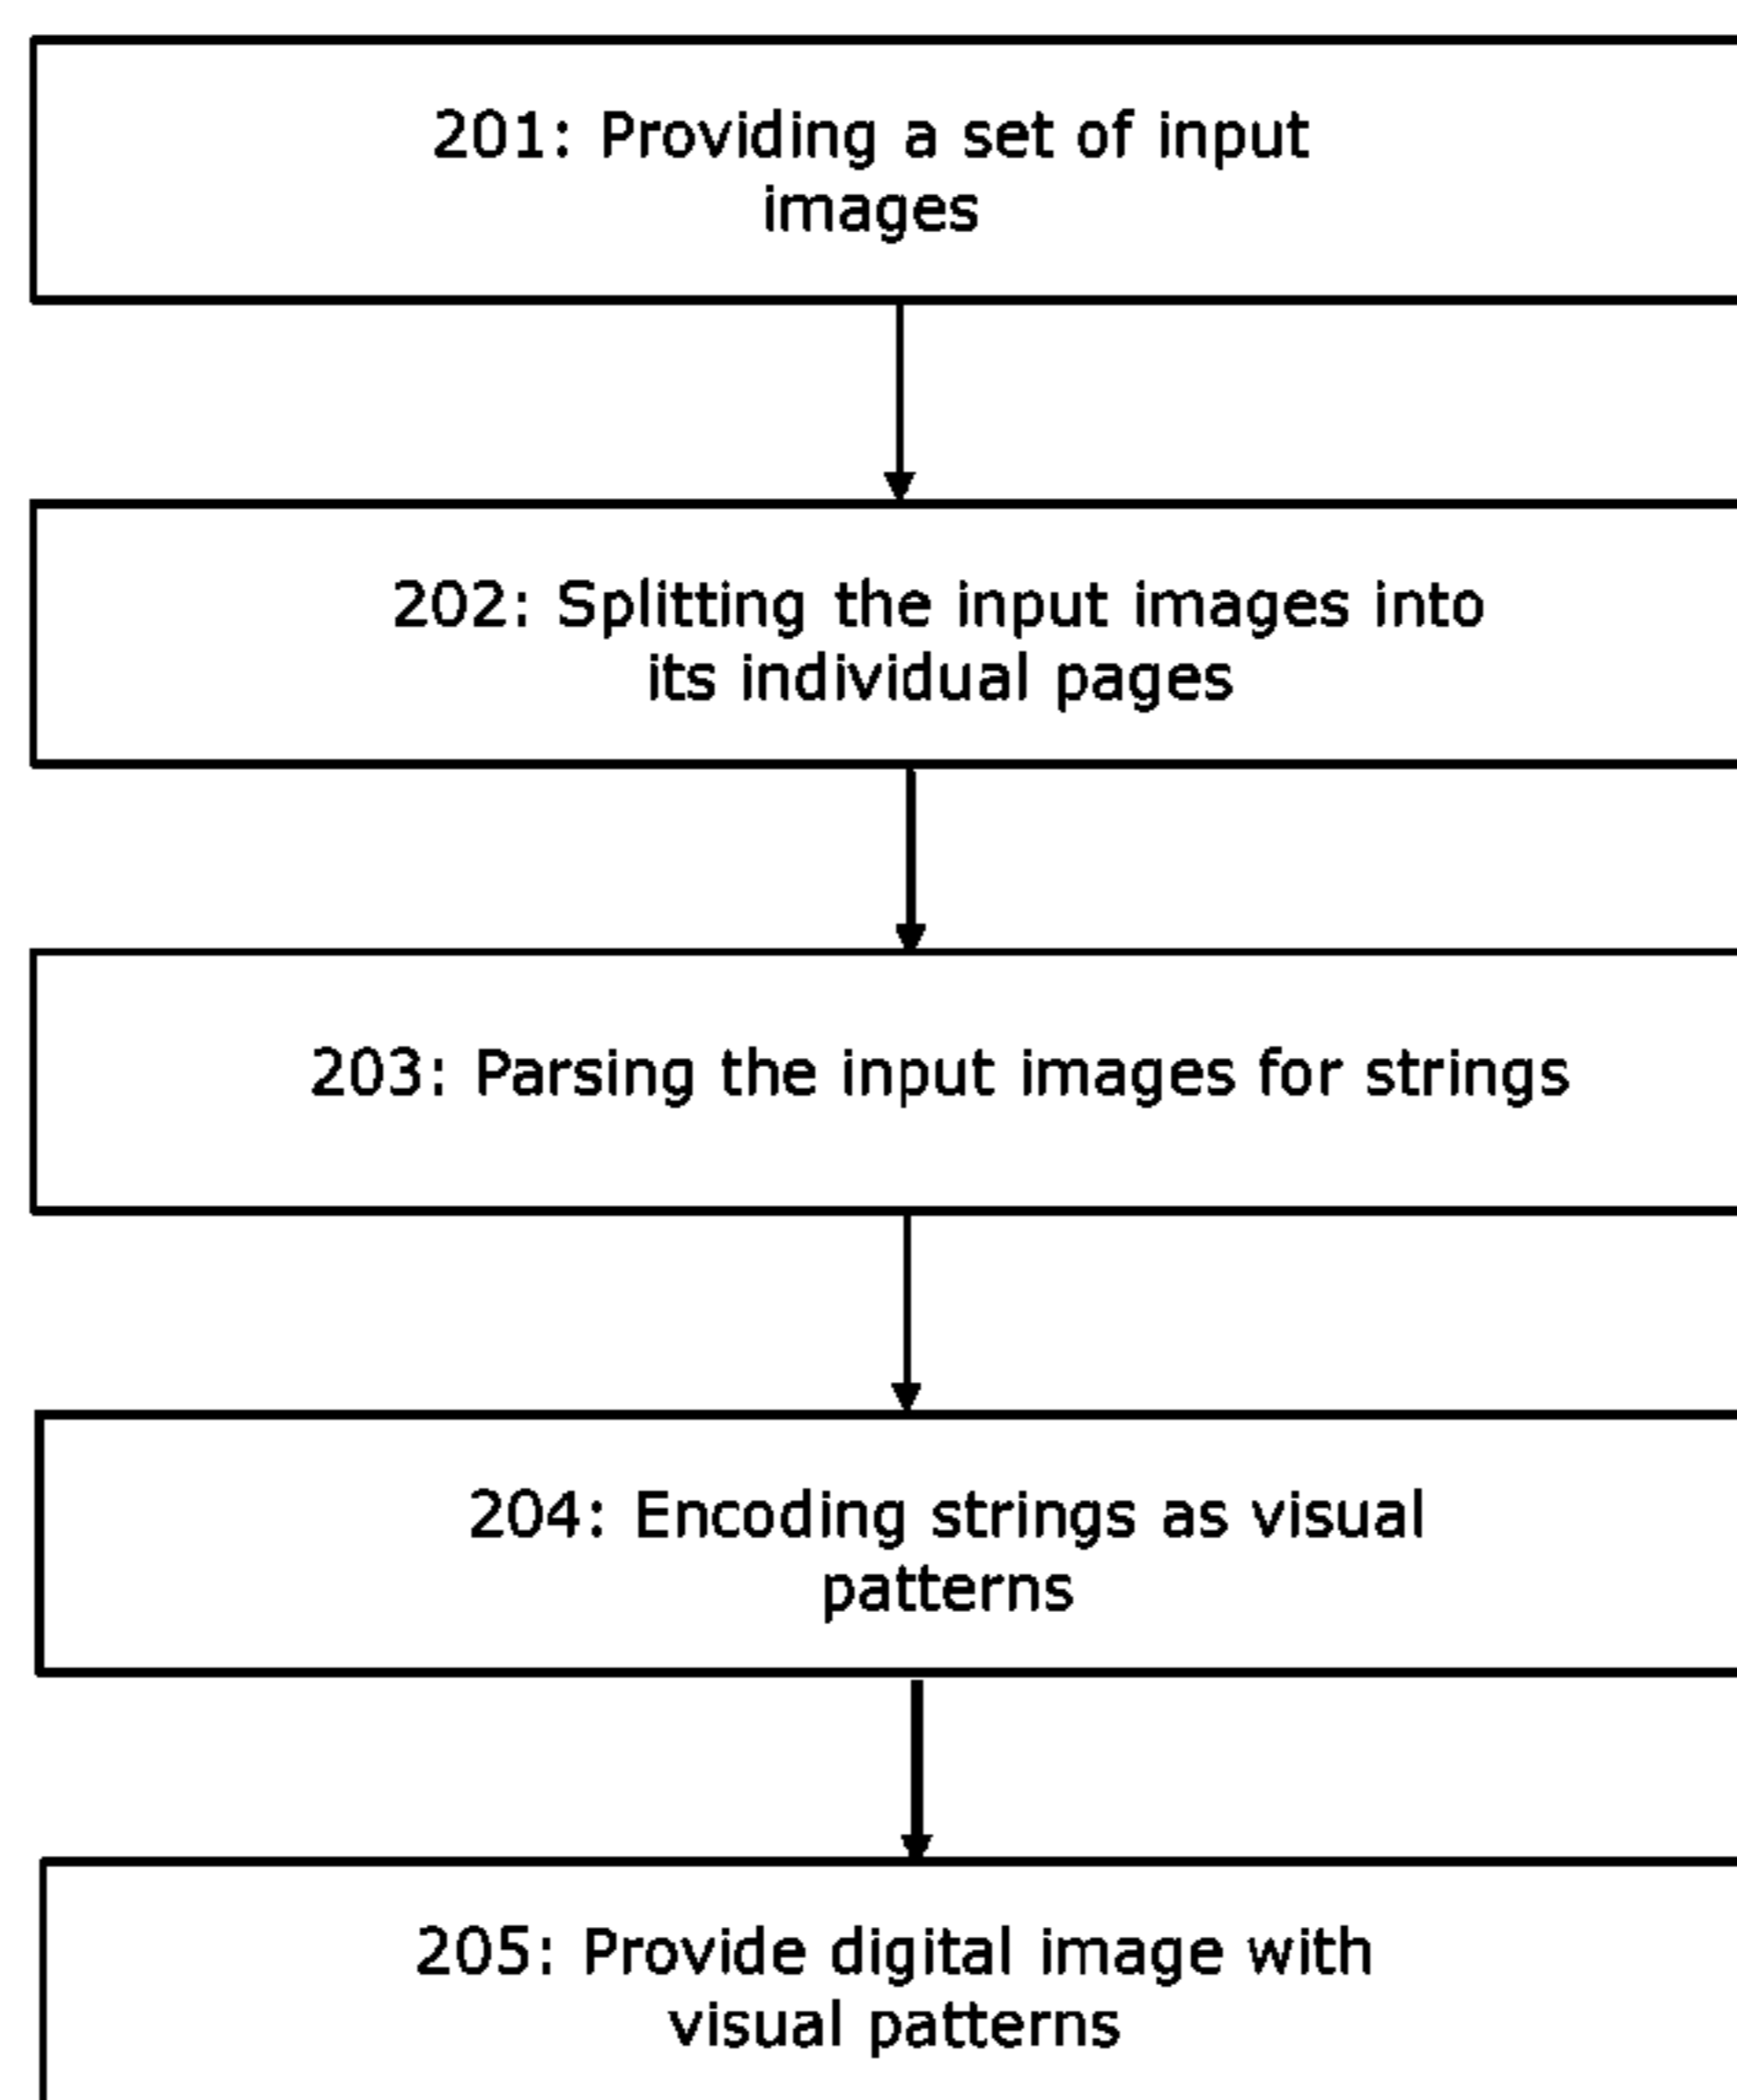 201: Providing a set of input
images
202: Splitting the input images into
its individual pages
203: Parsing the input images for strings
204: Encoding strings as visual
patterns
205: Provide digital image with
visual patterns